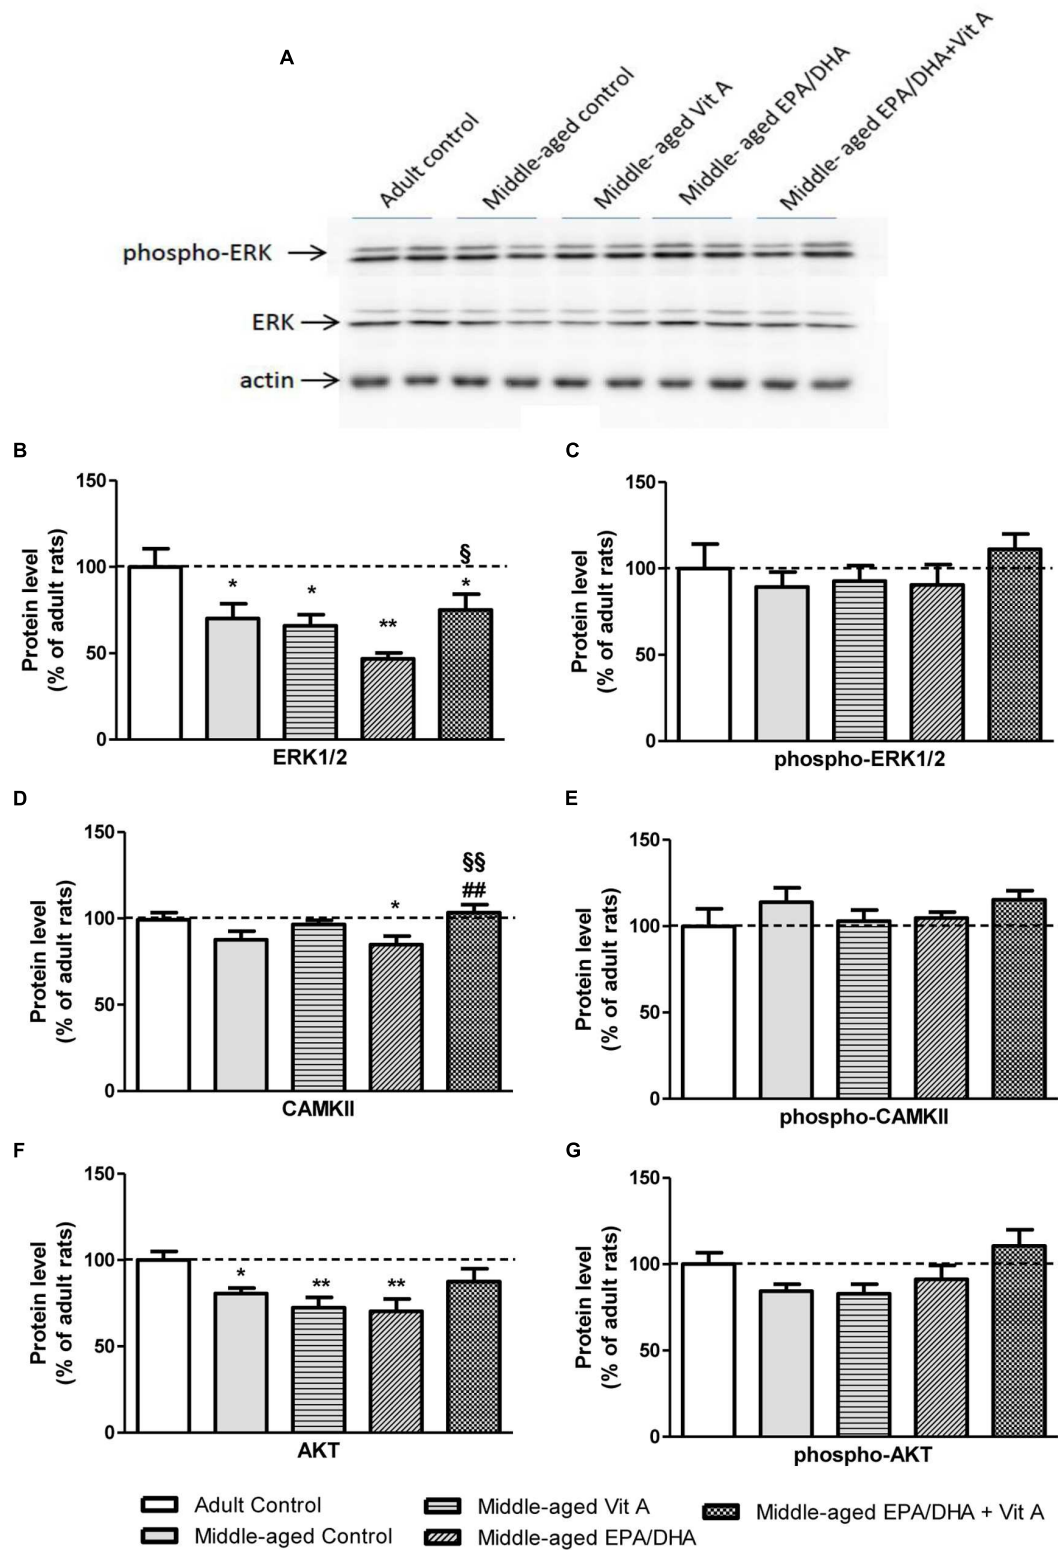 A
Adult control
Middle-aged control
Middle- aged Vit A
Middle- aged EPA/DHA
Middle- aged EPA/DHA+Vit A
phospho-ERK
ERK
actin
B
150
100
50
0
Protein level
(% of adult rats)
*
*
**
§
*
ERK1/2
C
150
100
50
0
Protein level
(% of adult rats)
phospho-ERK1/2
D
150
100
50
0
Protein level
(% of adult rats)
*
§§
##
CAMKII
E
150
100
50
0
Protein level
(% of adult rats)
phospho-CAMKII
F
150
100
50
0
Protein level
(% of adult rats)
*
**
**
AKT
G
150
100
50
0
Protein level
(% of adult rats)
phospho-AKT
Adult Control
Middle-aged Control
Middle-aged Vit A
Middle-aged EPA/DHA
Middle-aged EPA/DHA + Vit A